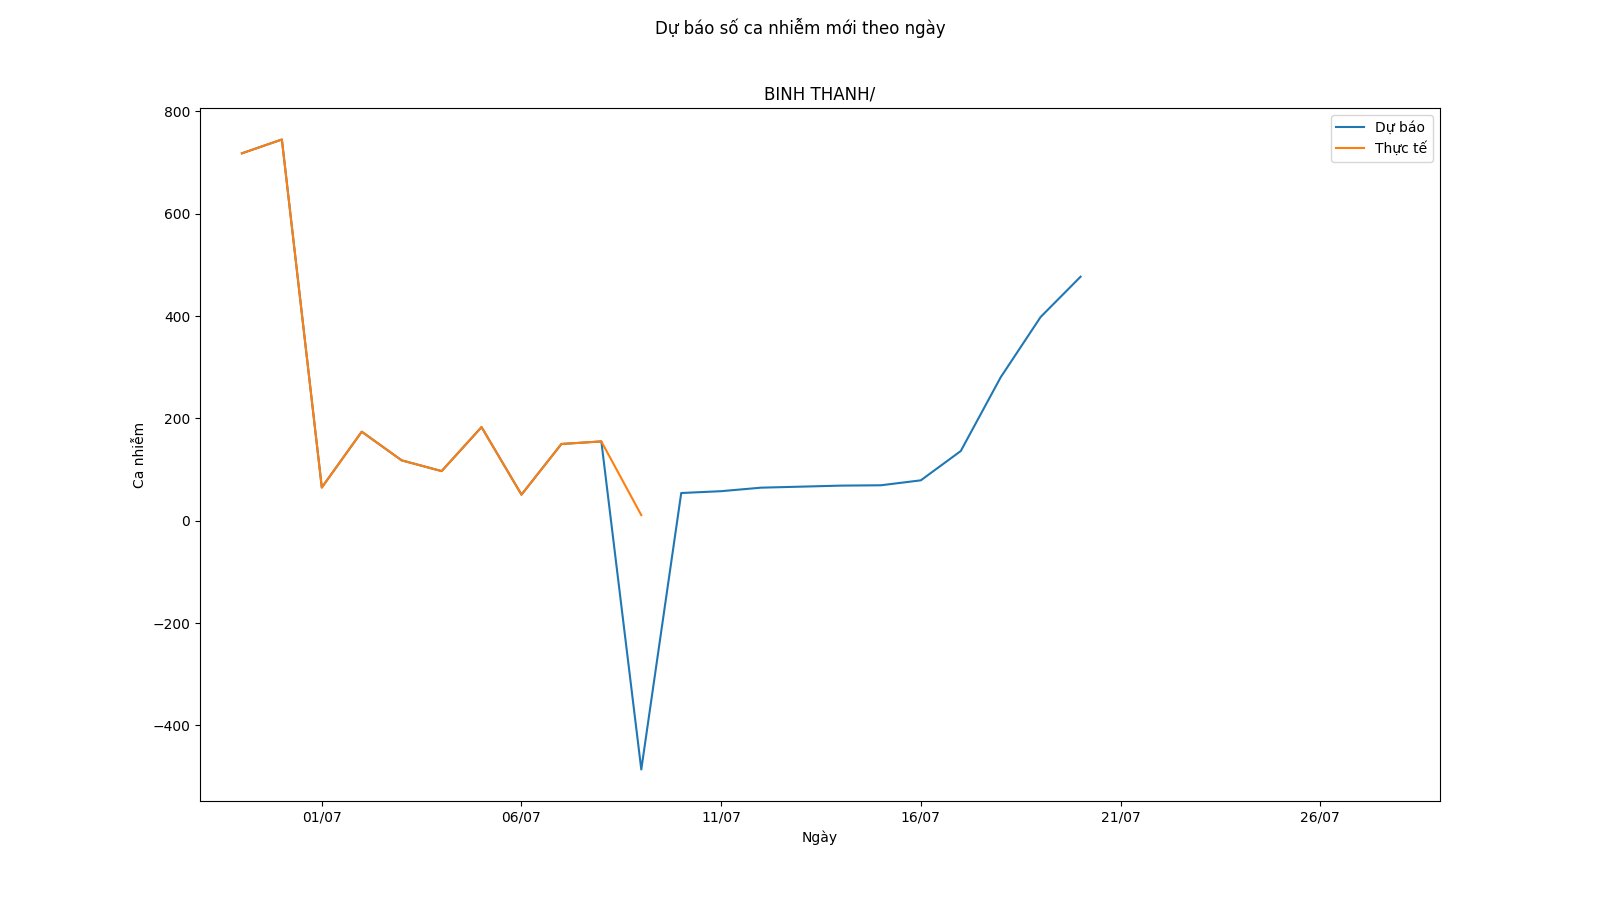 Dự báo số ca nhiễm mới theo ngày
BINH THANH/
800
600
400
200
0
−200
−400
Ca nhiễm
Dự báo
Thực tế
01/07
06/07
11/07
16/07
21/07
26/07
Ngày